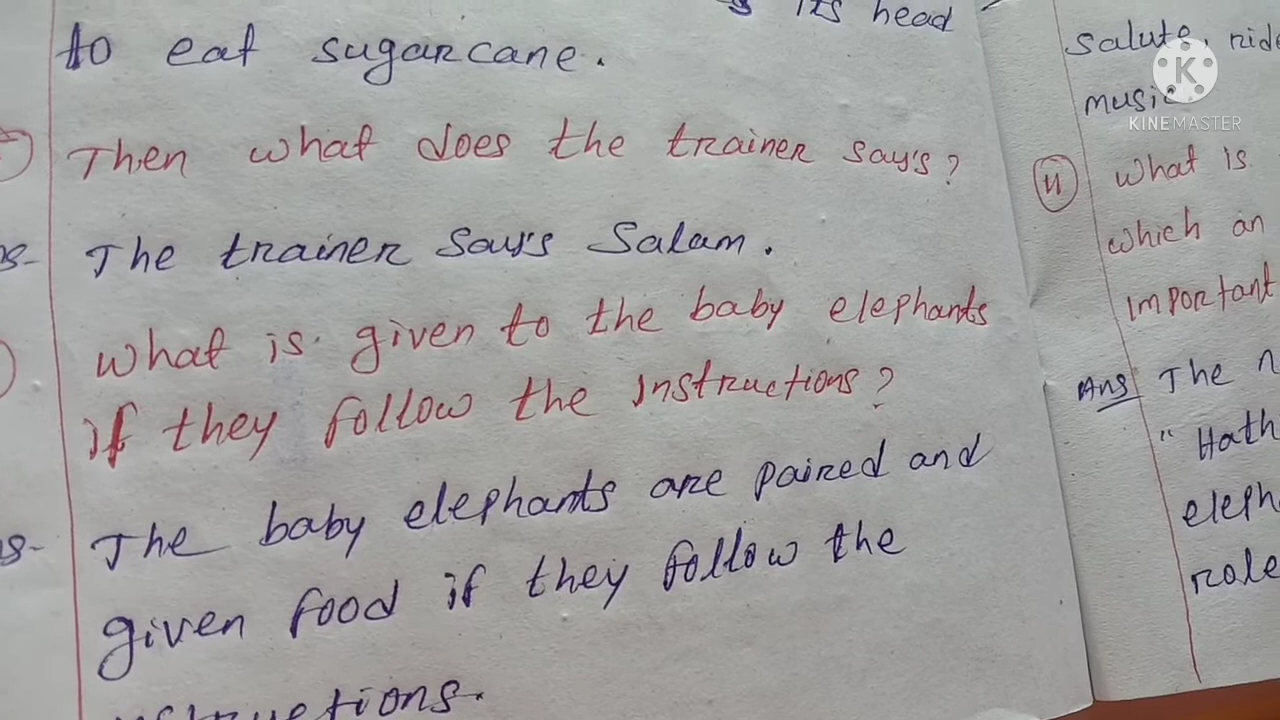 its head
to eat sugarcane.
Then what does the trainer say's?
The trainer say's Salam.
what is given to the baby elephants
if they follow the instructions?
The baby elephants are paired and
given food if they follow the
salute, ride
music
KINEMASTER
11 what is
which an
Important
Ans The
" Hath
eleph
role